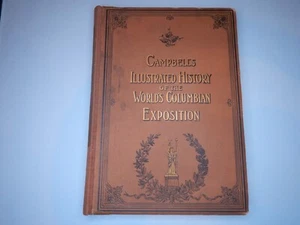 CAMPBELL'S
ILLUSTRATED HISTORY
OF THE
WORLD'S COLUMBIAN
EXPOSITION